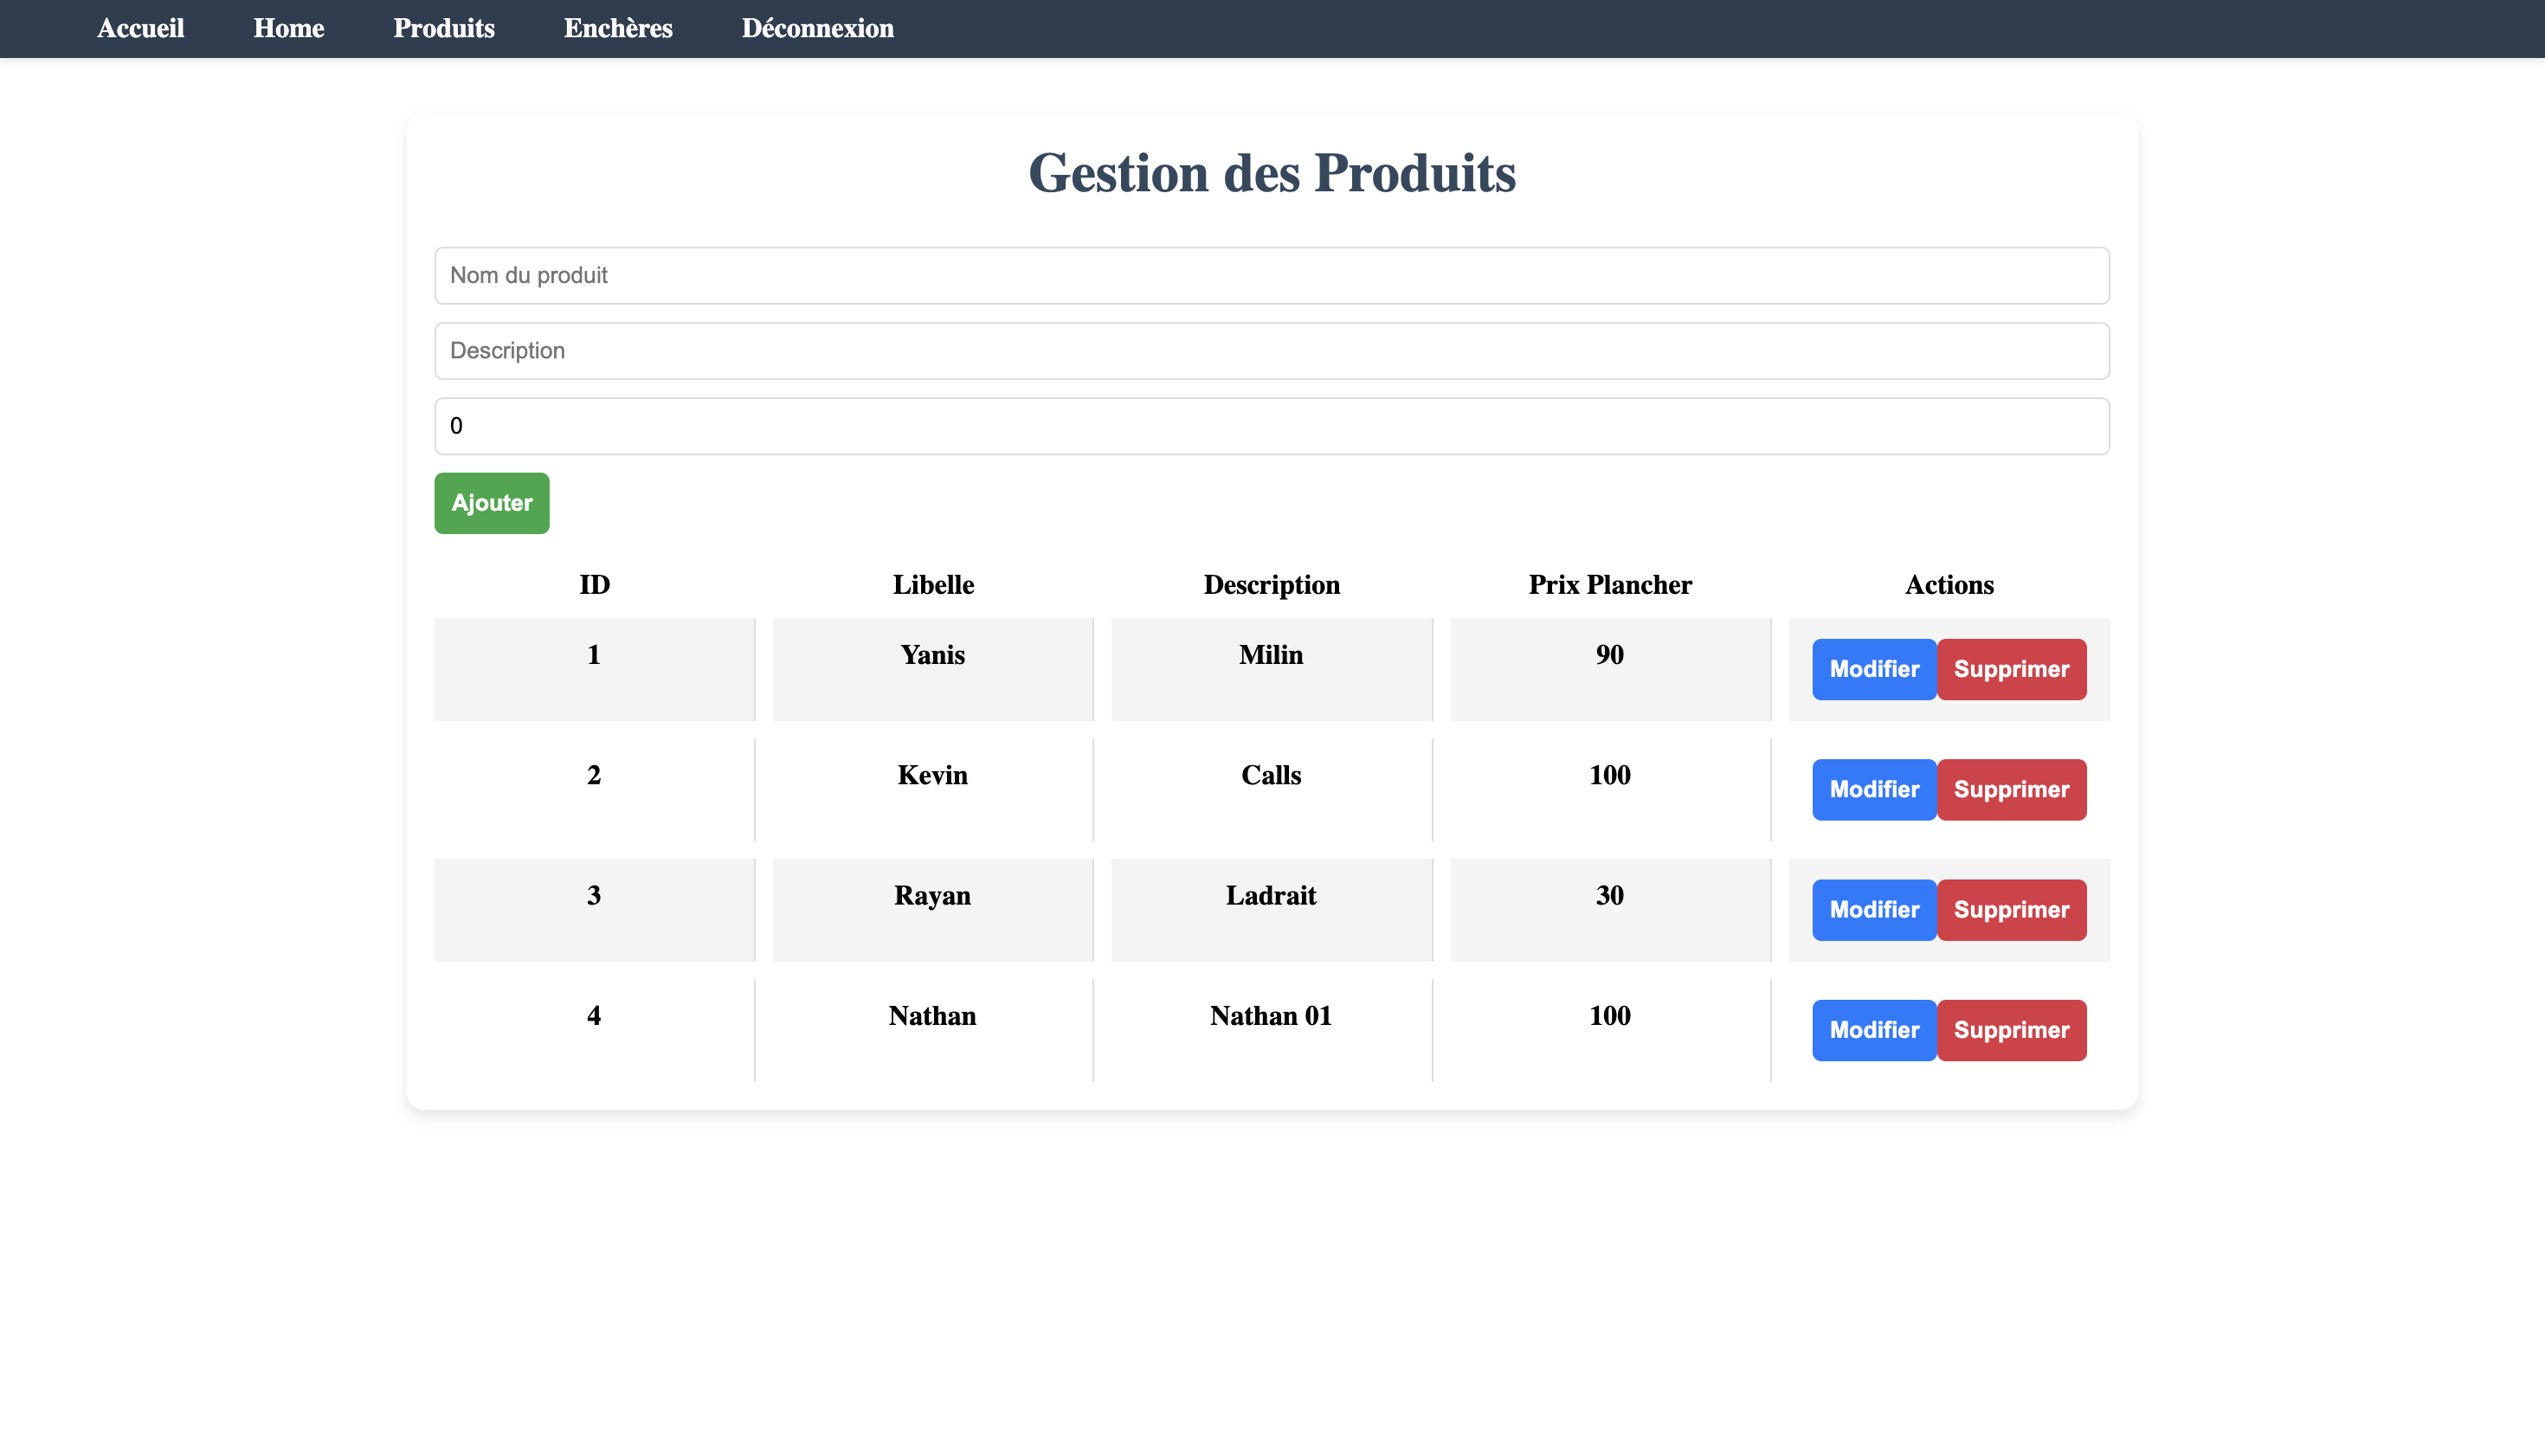 Accueil Home Produits Enchères Déconnexion
Gestion des Produits
Nom du produit
Description
0
Ajouter
ID Libelle Description Prix Plancher Actions
1 Yanis Milin 90 Modifier Supprimer
2 Kevin Calls 100 Modifier Supprimer
3 Rayan Ladrait 30 Modifier Supprimer
4 Nathan Nathan 01 100 Modifier Supprimer